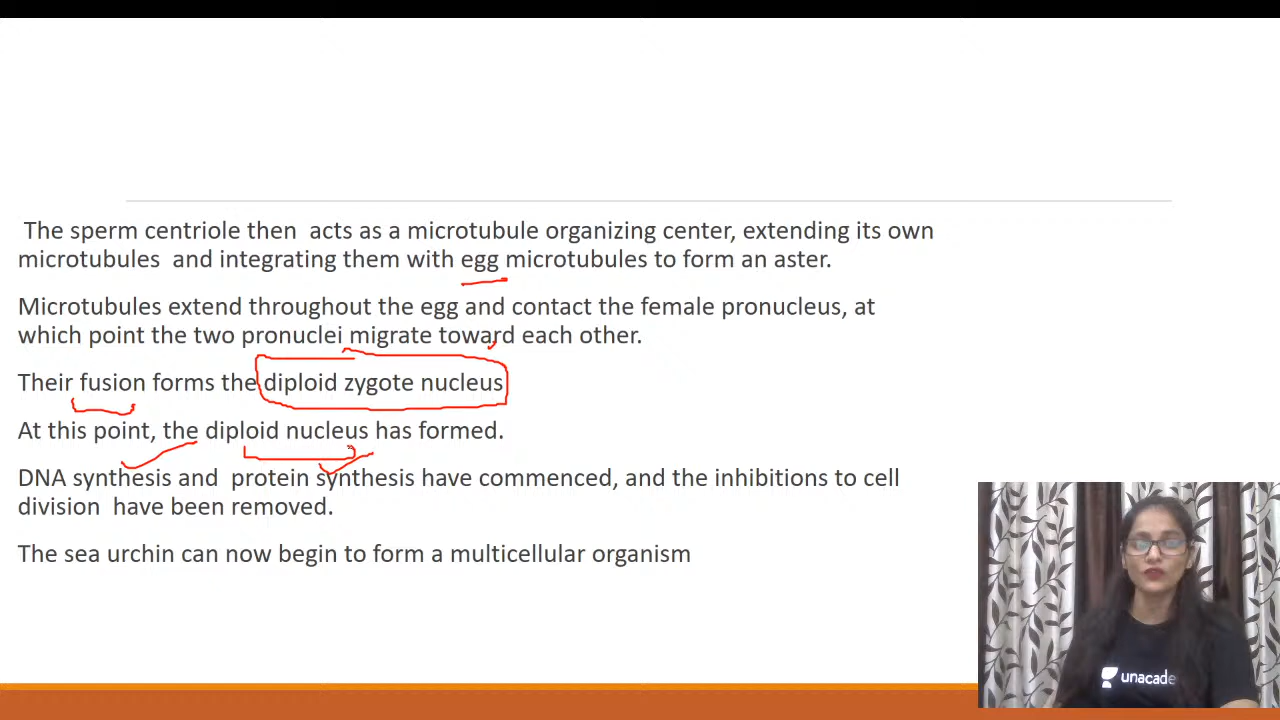 The sperm centriole then acts as a microtubule organizing center, extending its own
microtubules and integrating them with egg microtubules to form an aster.
Microtubules extend throughout the egg and contact the female pronucleus, at
which point the two pronuclei migrate toward each other.
Their fusion forms the diploid zygote nucleus
At this point, the diploid nucleus has formed.
DNA synthesis and protein synthesis have commenced, and the inhibitions to cell
division have been removed.
The sea urchin can now begin to form a multicellular organism
unacade